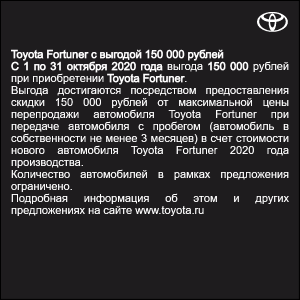 Toyota Fortuner с выгодой 150 000 рублей
С 1 по 31 октября 2020 года выгода 150 000 рублей
при приобретении Toyota Fortuner.
Выгода достигаются посредством предоставления
скидки 150 000 рублей от максимальной цены
перепродажи автомобиля Toyota Fortuner при
передаче автомобиля с пробегом (автомобиль в
собственности не менее 3 месяцев) в счет стоимости
нового автомобиля Toyota Fortuner 2020 года
производства.
Количество автомобилей в рамках предложения
ограничено.
Подробная информация об этом и других
предложениях на сайте www.toyota.ru